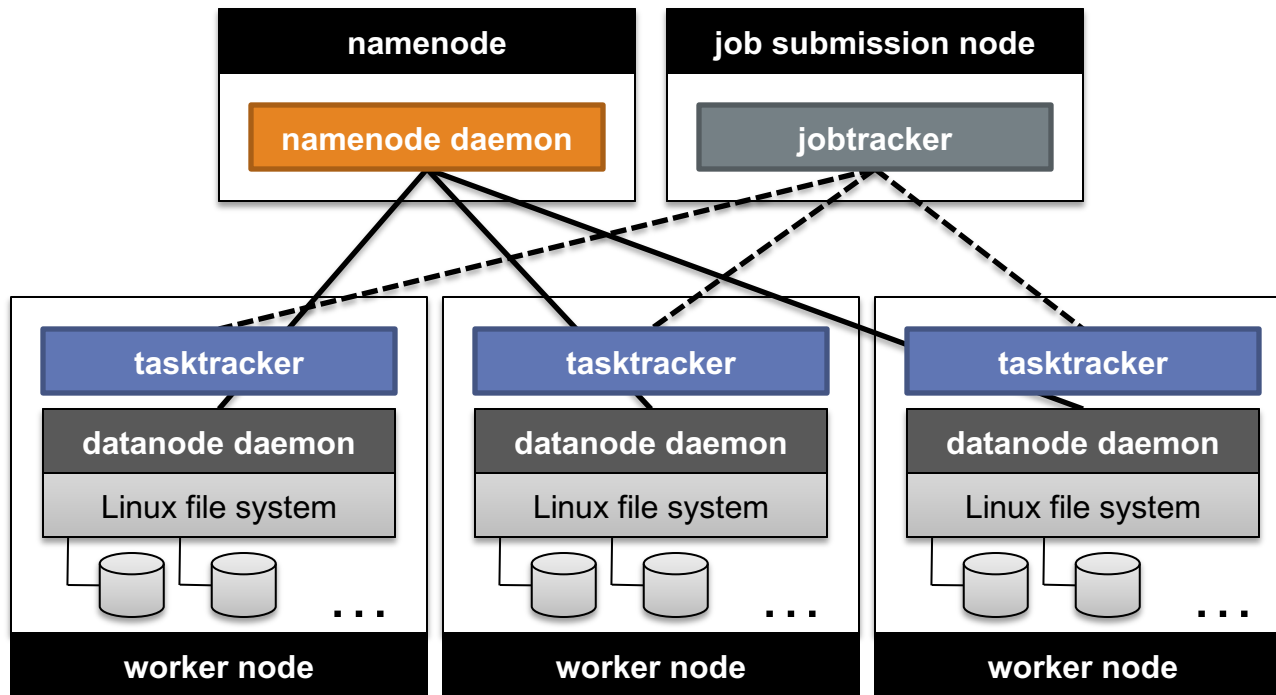 namenode
job submission node
namenode daemon
jobtracker
tasktracker
tasktracker
tasktracker
datanode daemon
datanode daemon
datanode daemon
Linux file system
Linux file system
Linux file system
...
...
...
worker node
worker node
worker node